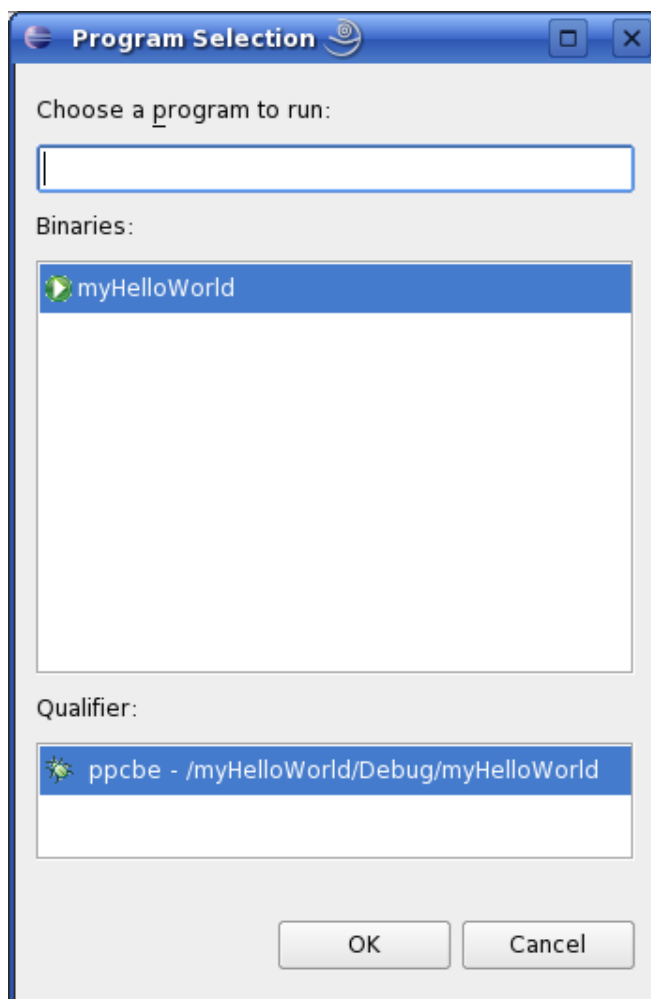 Program Selection
Choose a program to run:
Binaries:
myHelloWorld
Qualifier:
ppcbe - /myHelloWorld/Debug/myHelloWorld
OK
Cancel